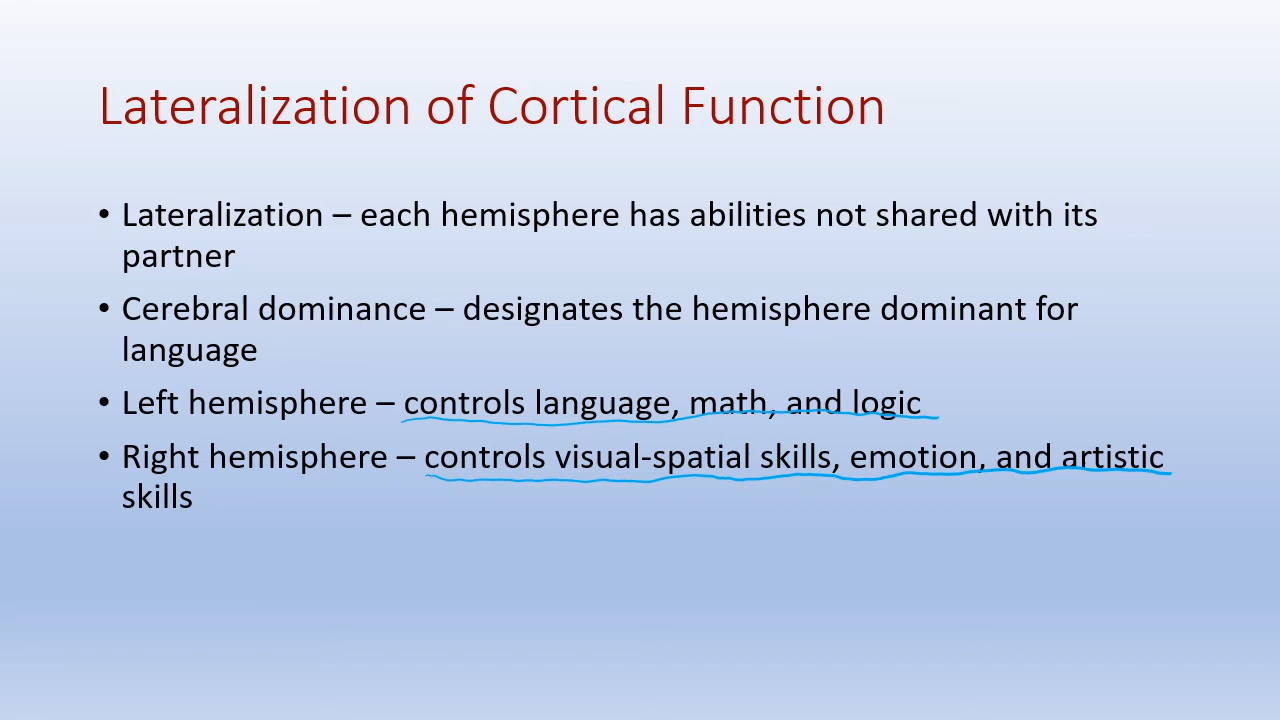 Lateralization of Cortical Function
• Lateralization – each hemisphere has abilities not shared with its
partner
• Cerebral dominance – designates the hemisphere dominant for
language
• Left hemisphere – controls language, math, and logic
• Right hemisphere – controls visual-spatial skills, emotion, and artistic
skills